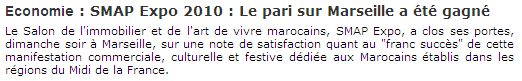 Economie : SMAP Expo 2010 : Le pari sur Marseille a été gagné
Le Salon de l'immobilier et de l'art de vivre marocains, SMAP Expo, a clos ses portes,
dimanche soir à Marseille, sur une note de satisfaction quant au "franc succès" de cette
manifestation commerciale, culturelle et festive dédiée aux Marocains établis dans les
régions du Midi de la France.